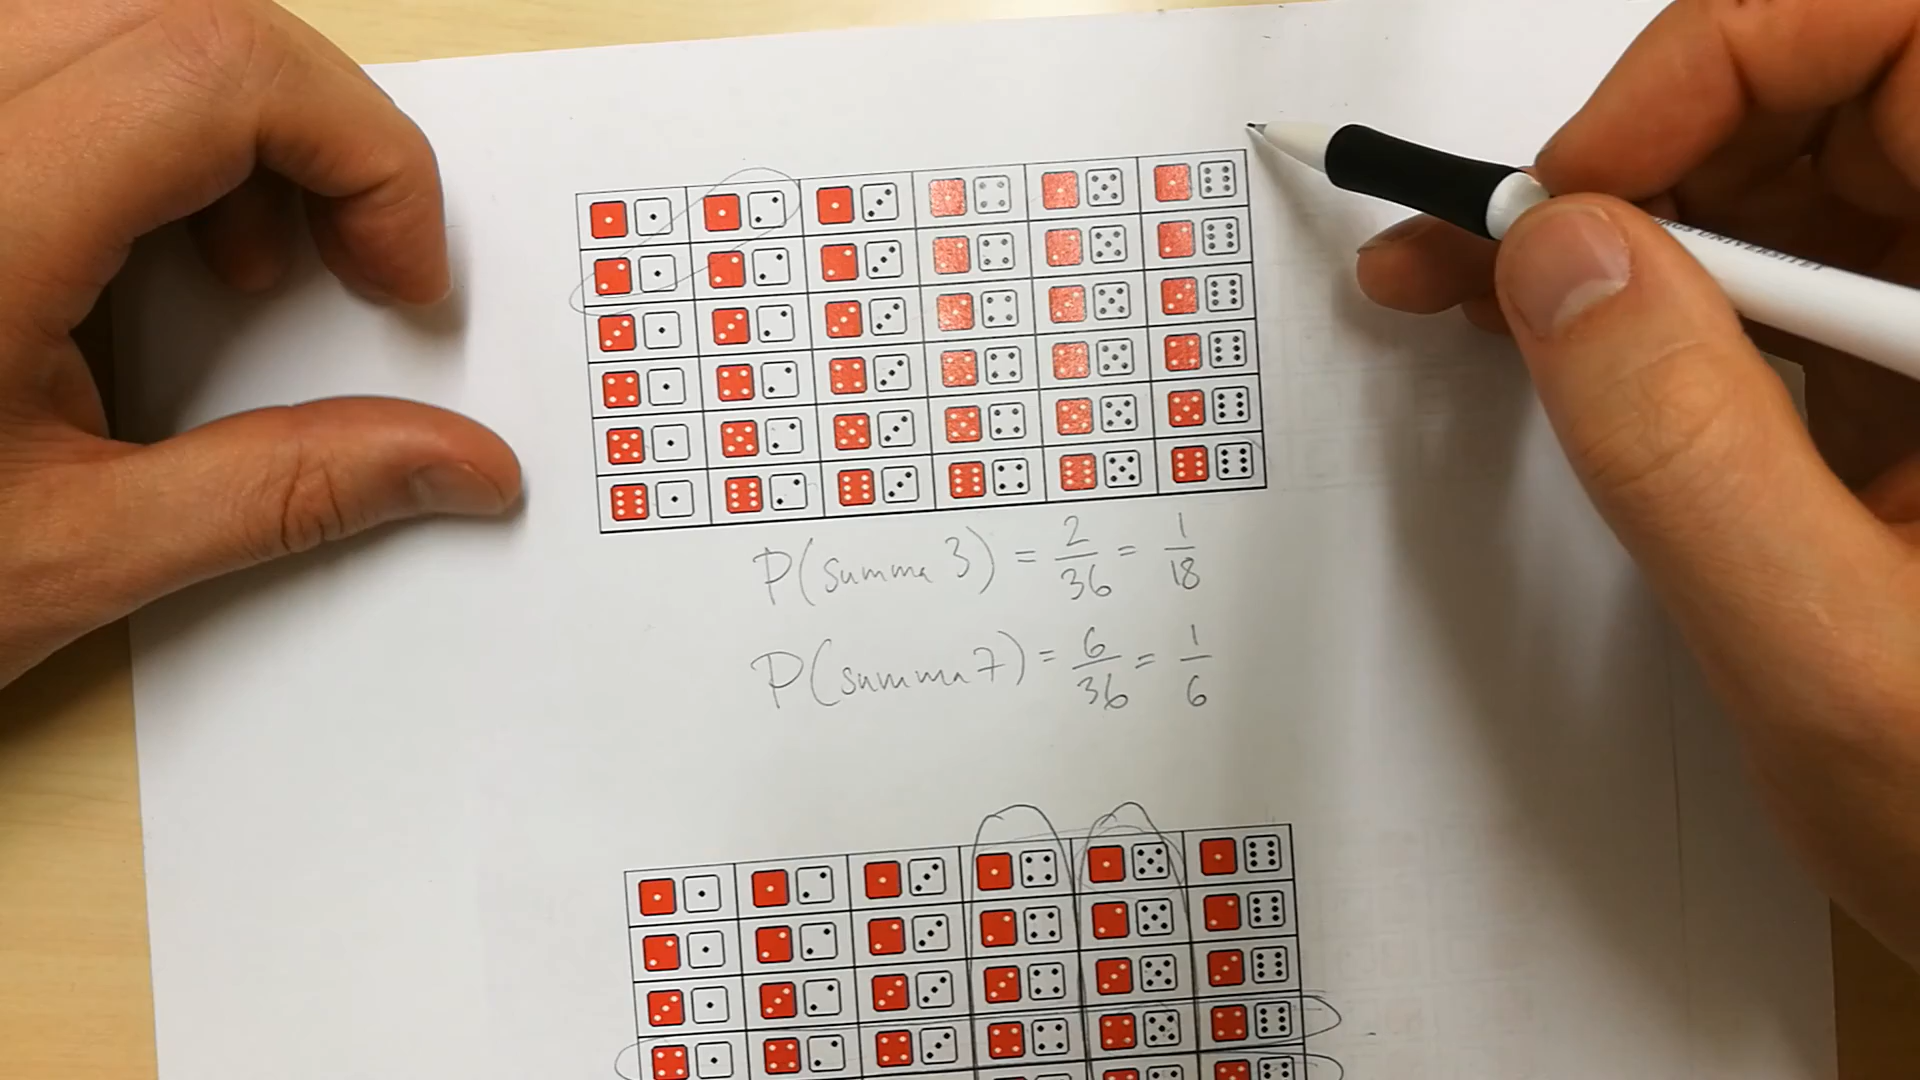 P(summa 3) = 2/36 = 1/18
P(summa 7) = 6/36 = 1/6